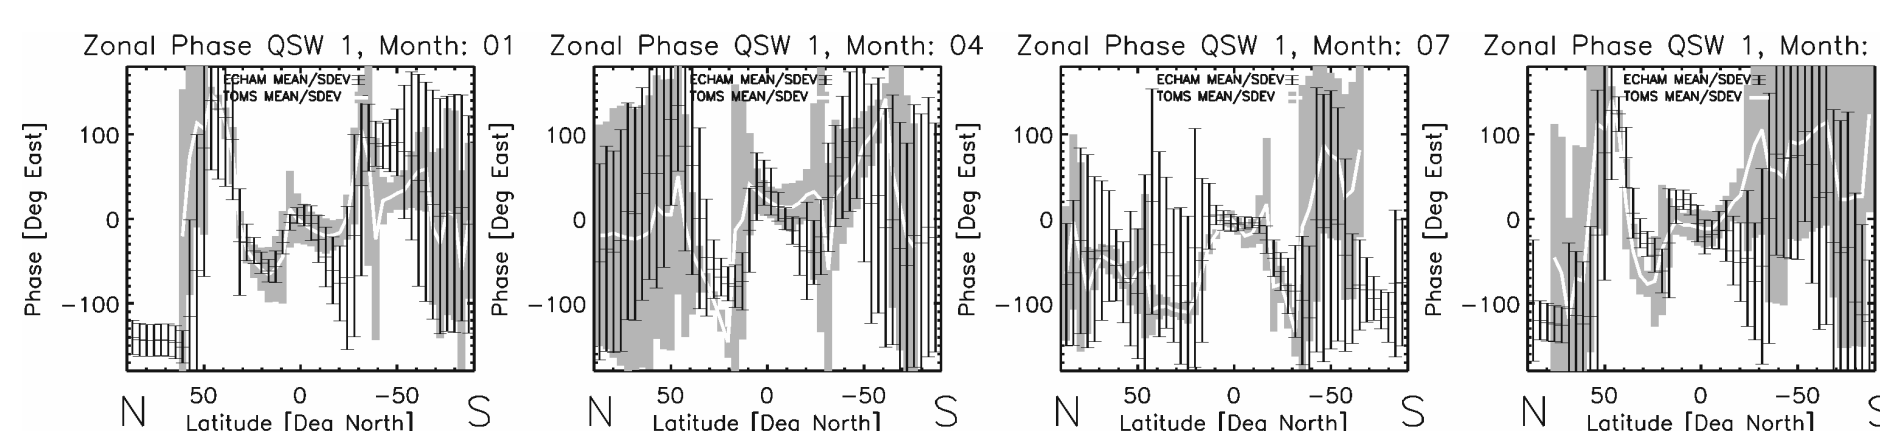 Zonal Phase QSW 1, Month: 01
ECHAM MEAN/SDEV
TOMS MEAN/SDEV
Phase [Deg East]
100
0
-100
50 0 -50
N Latitude [Deg North] S
Zonal Phase QSW 1, Month: 04
ECHAM MEAN/SDEV
TOMS MEAN/SDEV
Phase [Deg East]
100
0
-100
50 0 -50
N Latitude [Deg North] S
Zonal Phase QSW 1, Month: 07
ECHAM MEAN/SDEV
TOMS MEAN/SDEV
Phase [Deg East]
100
0
-100
50 0 -50
N Latitude [Deg North] S
Zonal Phase QSW 1, Month:
ECHAM MEAN/SDEV
TOMS MEAN/SDEV
Phase [Deg East]
100
0
-100
50 0 -50
N Latitude [Deg North] S